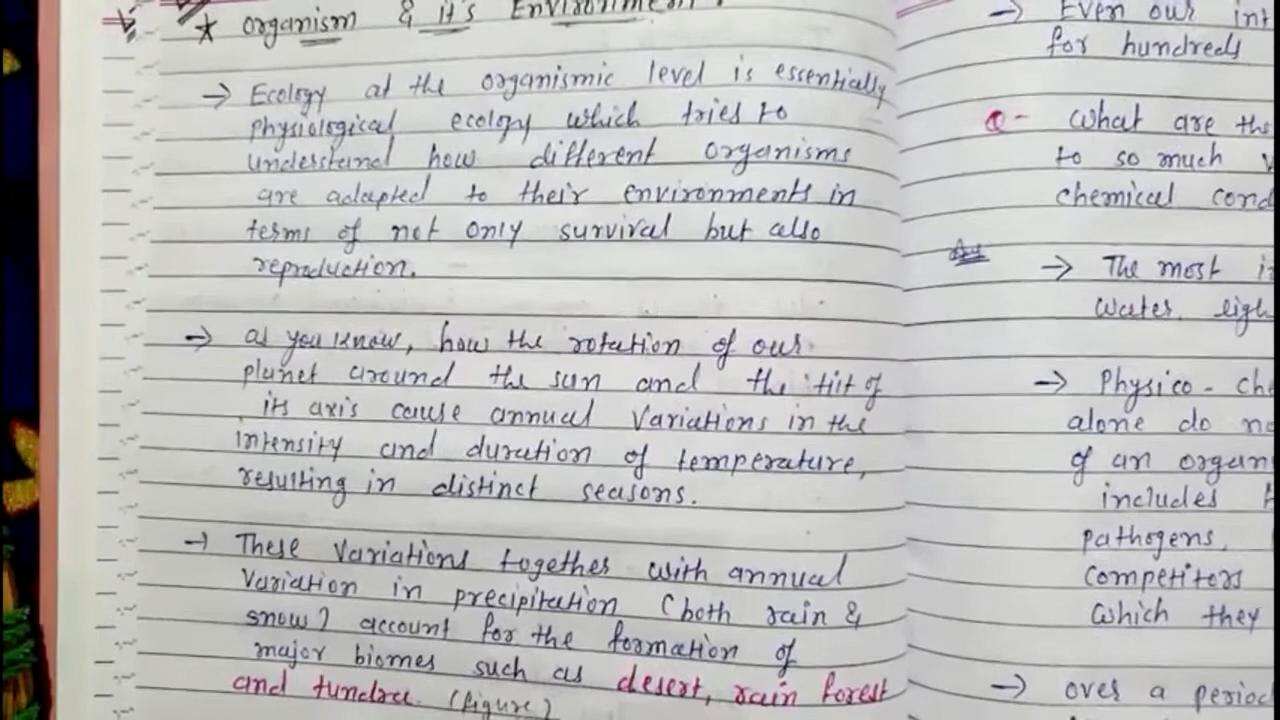 ★ Organism & it's Environment.
→ Ecology at the organismic level is essentially
physiological ecology which tries to
understand how different organisms
are adapted to their environments in
terms of not only survival but also
reproduction.
→ as you know, how the rotation of our
planet around the sun and the tilt of
its axis cause annual variations in the
intensity and duration of temperature,
resulting in distinct seasons.
→ These variations together with annual
variation in precipitation (both rain &
snow) account for the formation of
major biomes such as desert, rain forest
and tundra. (figure)
→ Even our int
for hundreds
Q- What are the
to so much
chemical cond
→ The most i
water, ligh
→ Physico - che
alone do no
of an organ
includes
pathogens,
competitors
which they
→ over a period